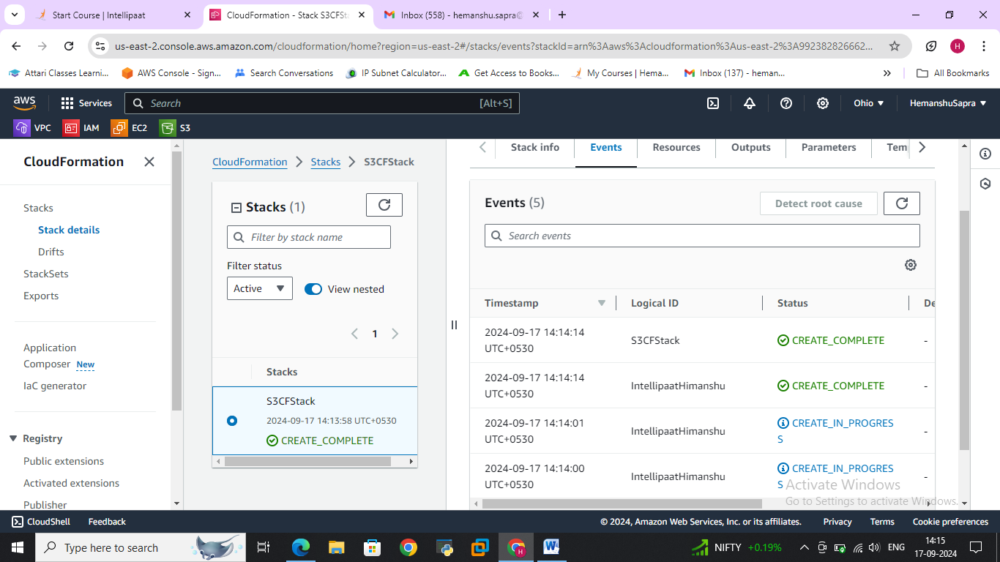 Start Course | Intellipaat
CloudFormation - Stack S3CFSta
Inbox (558) - hemanshu.sapra@
us-east-2.console.aws.amazon.com/cloudformation/home?region=us-east-2#/stacks/events?stackId=arn%3Aaws%3Acloudformation%3Aus-east-2%3A992382826662...
H
Attari Classes Learni...
AWS Console - Sign...
Search Conversations
IP Subnet Calculator...
Get Access to Books...
My Courses | Hema...
Inbox (137) - heman...
All Bookmarks
aws
Services
Search
[Alt+S]
Ohio
HemanshuSapra
VPC
IAM
EC2
S3
CloudFormation
Stacks
Stack details
Drifts
StackSets
Exports
Application
Composer New
IaC generator
Registry
Public extensions
Activated extensions
Publisher
CloudFormation
Stacks
S3CFStack
Stacks (1)
Filter by stack name
Filter status
Active
View nested
1
Stacks
S3CFStack
2024-09-17 14:13:58 UTC+0530
CREATE_COMPLETE
Stack info
Events
Resources
Outputs
Parameters
Tem
Events (5)
Detect root cause
Search events
Timestamp
Logical ID
Status
De
2024-09-17 14:14:14
UTC+0530
S3CFStack
CREATE_COMPLETE
-
2024-09-17 14:14:14
UTC+0530
IntellipaatHimanshu
CREATE_COMPLETE
-
2024-09-17 14:14:01
UTC+0530
IntellipaatHimanshu
CREATE_IN_PROGRES
S
-
2024-09-17 14:14:00
UTC+0530
IntellipaatHimanshu
CREATE_IN_PROGRES
S
-
Activate Windows
Go to Settings to activate Windows.
CloudShell
Feedback
© 2024, Amazon Web Services, Inc. or its affiliates.
Privacy
Terms
Cookie preferences
Type here to search
NIFTY +0.19%
ENG
14:15
17-09-2024